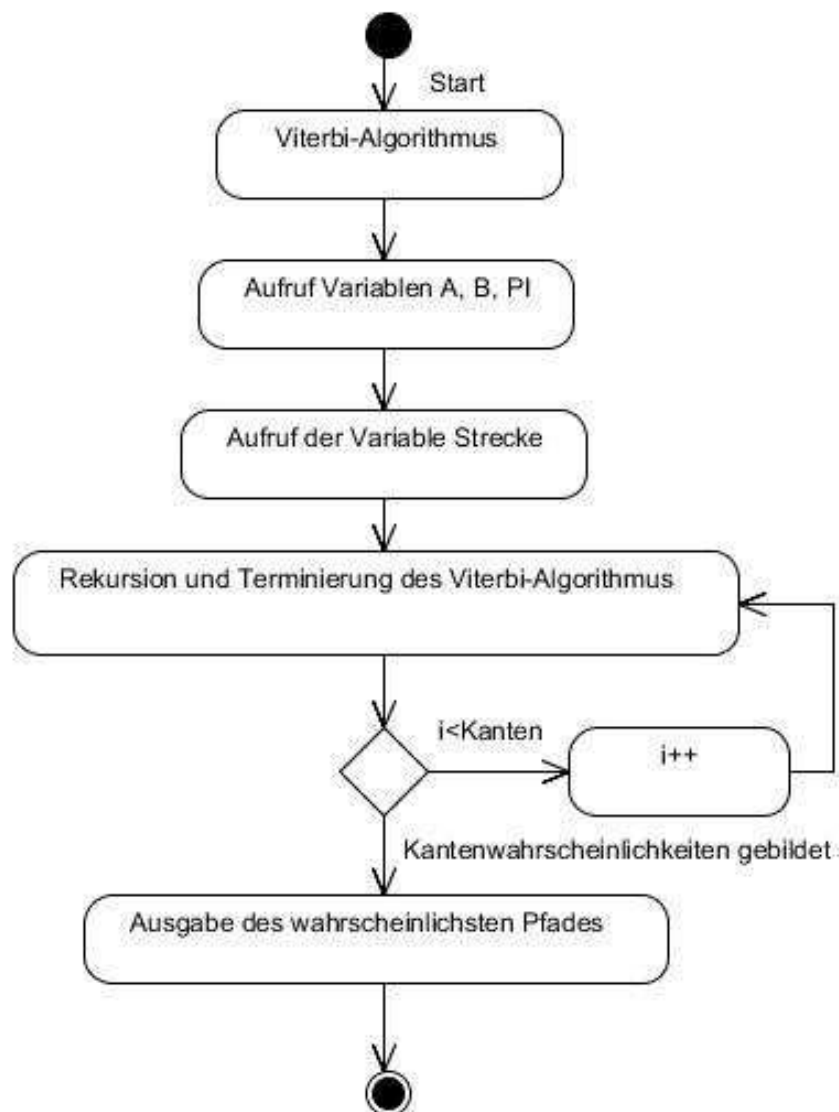 Start
Viterbi-Algorithmus
Aufruf Variablen A, B, PI
Aufruf der Variable Strecke
Rekursion und Terminierung des Viterbi-Algorithmus
i<Kanten
i++
Kantenwahrscheinlichkeiten gebildet
Ausgabe des wahrscheinlichsten Pfades